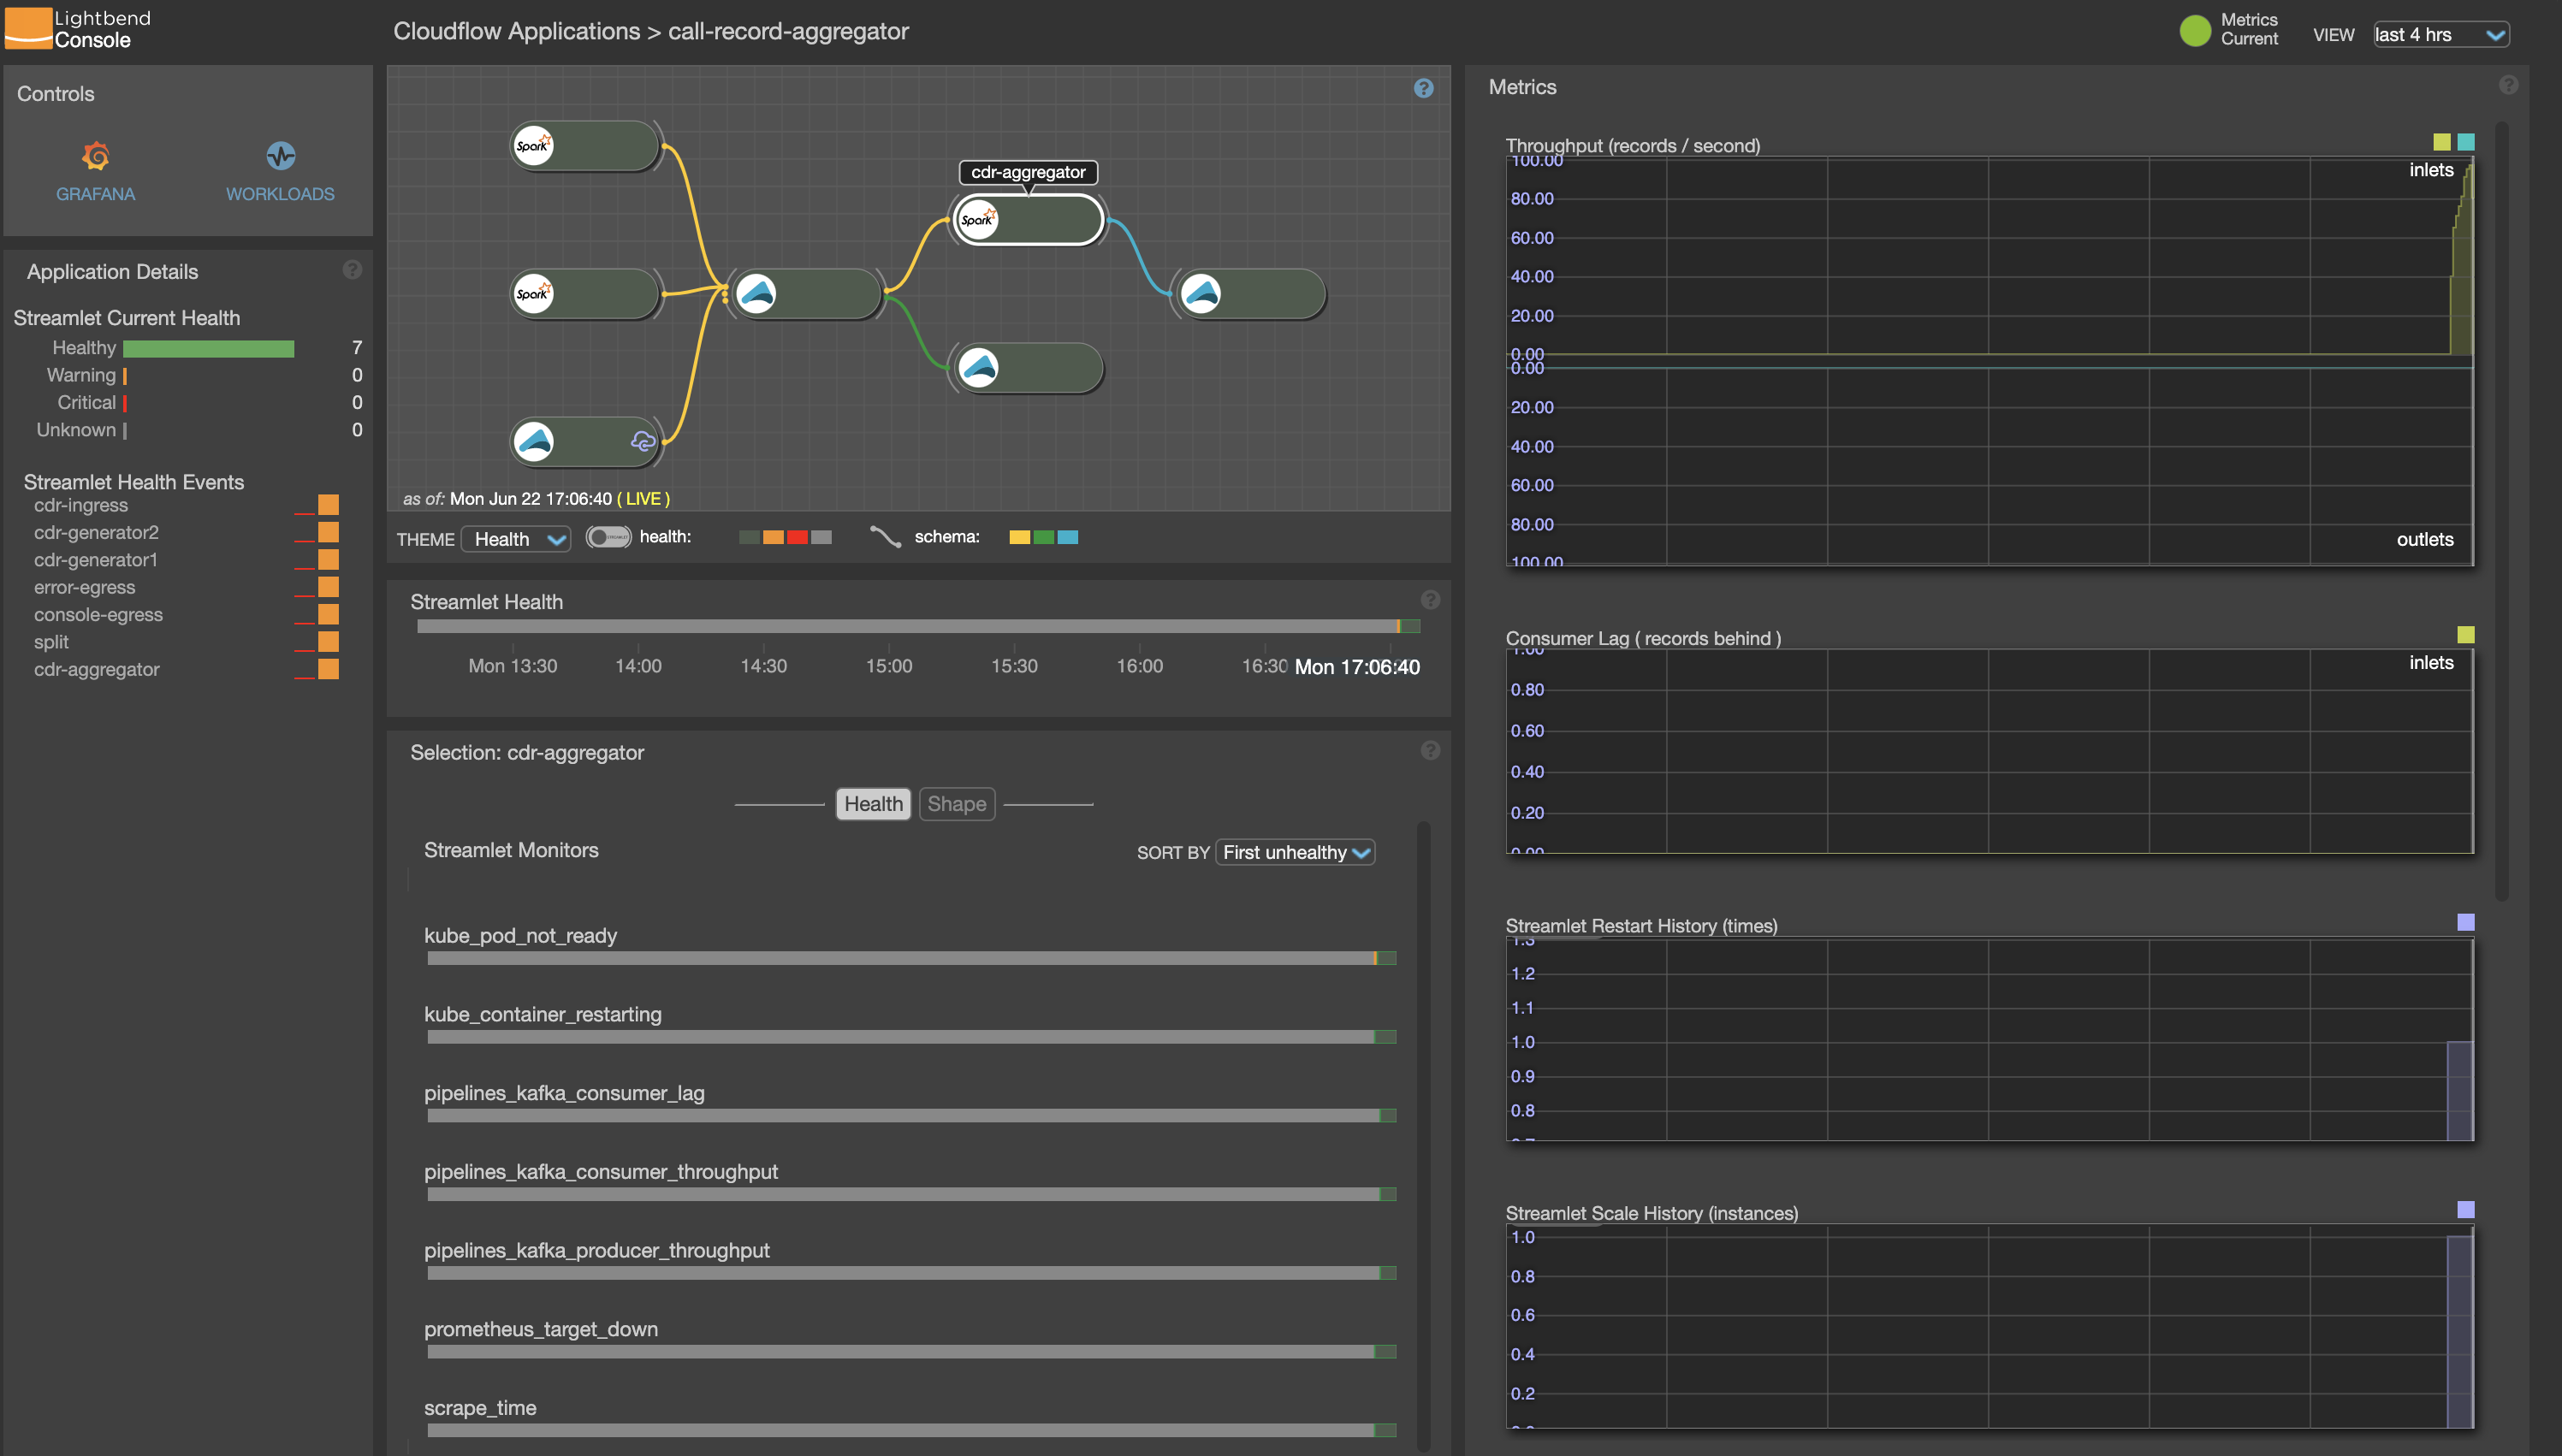 Lightbend
Console
Cloudflow Applications > call-record-aggregator
Metrics
Current
VIEW
last 4 hrs
Controls
GRAFANA
WORKLOADS
Application Details
?
Streamlet Current Health
Healthy 7
Warning 0
Critical 0
Unknown 0
Streamlet Health Events
cdr-ingress
cdr-generator2
cdr-generator1
error-egress
console-egress
split
cdr-aggregator
?
Spark
Spark
cdr-aggregator
Spark
as of: Mon Jun 22 17:06:40 ( LIVE )
THEME Health
health:
schema:
Streamlet Health
?
Mon 13:30 14:00 14:30 15:00 15:30 16:00 16:30 Mon 17:06:40
Selection: cdr-aggregator
?
Health Shape
Streamlet Monitors
SORT BY First unhealthy
kube_pod_not_ready
kube_container_restarting
pipelines_kafka_consumer_lag
pipelines_kafka_consumer_throughput
pipelines_kafka_producer_throughput
prometheus_target_down
scrape_time
Metrics
?
Throughput (records / second)
100.00
inlets
80.00
60.00
40.00
20.00
0.00
0.00
20.00
40.00
60.00
80.00
outlets
100.00
Consumer Lag ( records behind )
1.00
inlets
0.80
0.60
0.40
0.20
0.00
Streamlet Restart History (times)
1.3
1.2
1.1
1.0
0.9
0.8
Streamlet Scale History (instances)
1.0
0.8
0.6
0.4
0.2